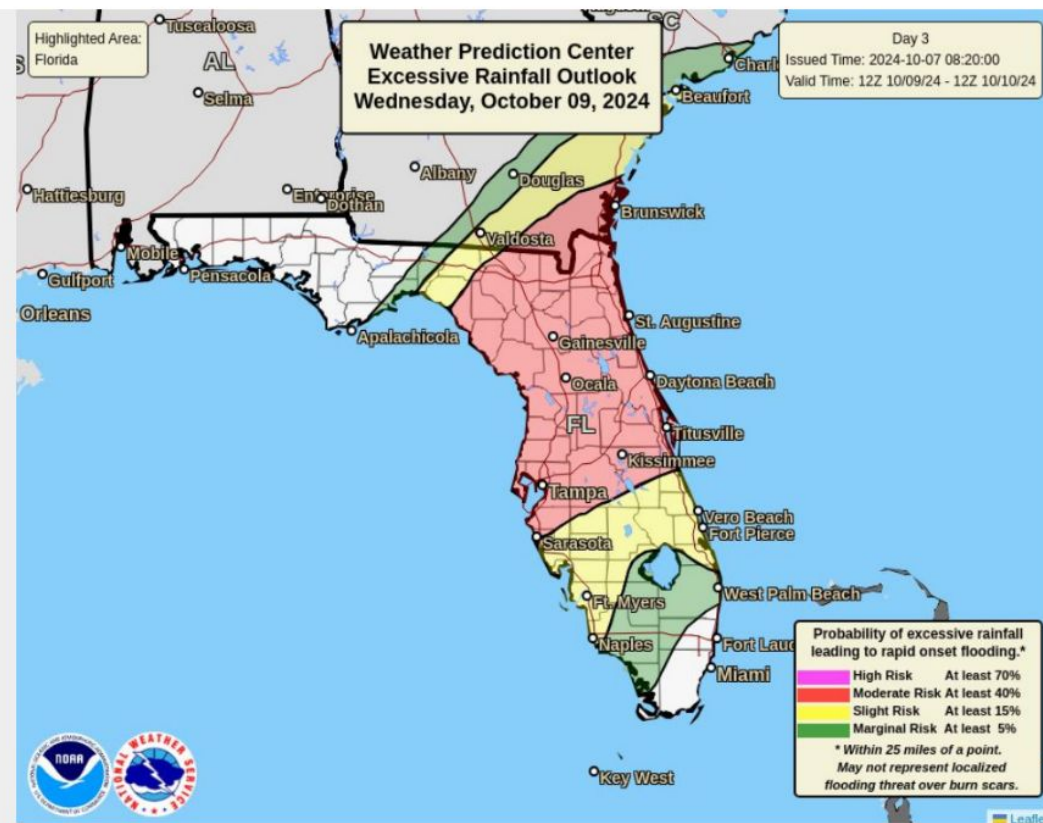 Highlighted Area:
Florida
Weather Prediction Center
Excessive Rainfall Outlook
Wednesday, October 09, 2024
Day 3
Issued Time: 2024-10-07 08:20:00
Valid Time: 12Z 10/09/24 - 12Z 10/10/24
Tuscaloosa
SC
AL
Charl
Selma
Beaufort
Albany
Douglas
Hattiesburg
Enterprise
Dothan
Brunswick
Valdosta
Mobile
Pensacola
Gulfport
Orleans
St. Augustine
Apalachicola
Gainesville
Ocala
Daytona Beach
FL
Titusville
Kissimmee
Tampa
Vero Beach
Fort Pierce
Sarasota
Ft. Myers
West Palm Beach
Naples
Fort Laud
Miami
Key West
Probability of excessive rainfall
leading to rapid onset flooding.*
High Risk At least 70%
Moderate Risk At least 40%
Slight Risk At least 15%
Marginal Risk At least 5%
* Within 25 miles of a point.
May not represent localized
flooding threat over burn scars.
NOAA
NATIONAL WEATHER SERVICE
Leafle